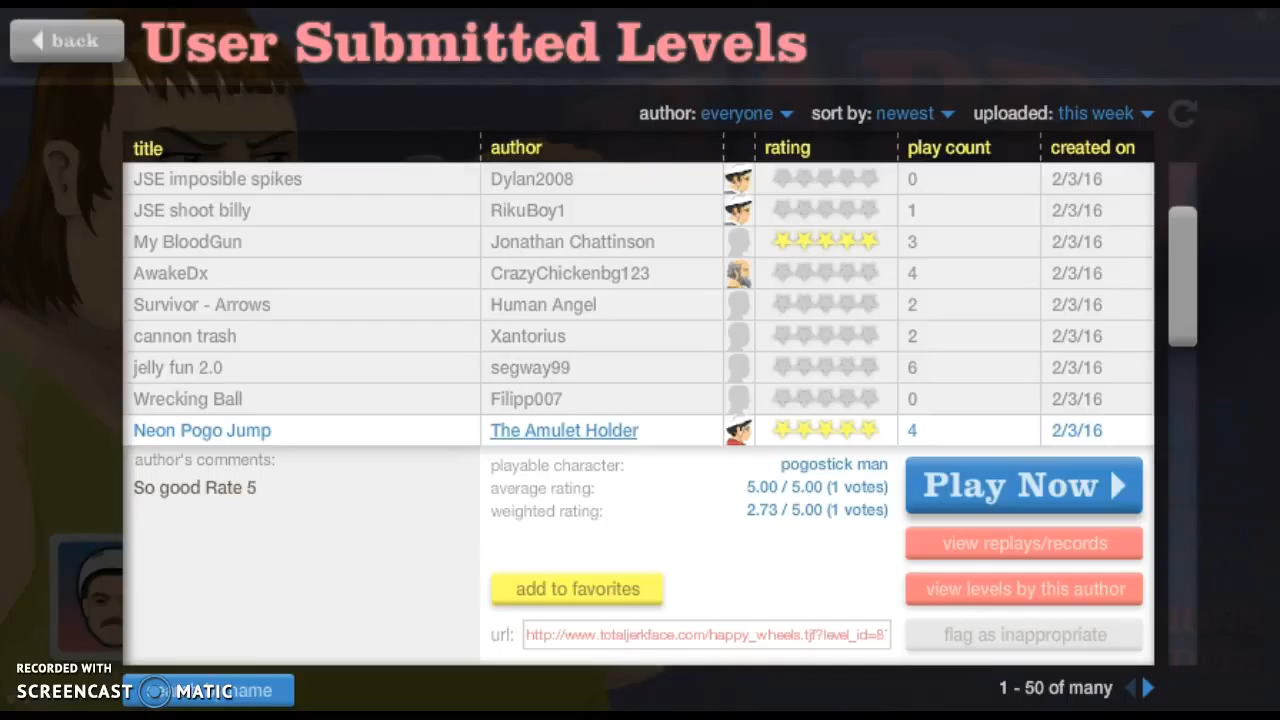 back
User Submitted Levels
author: everyone sort by: newest uploaded: this week
title author rating play count created on
JSE imposible spikes Dylan2008 0 2/3/16
JSE shoot billy RikuBoy1 1 2/3/16
My BloodGun Jonathan Chattinson 3 2/3/16
AwakeDx CrazyChickenbg123 4 2/3/16
Survivor - Arrows Human Angel 2 2/3/16
cannon trash Xantorius 2 2/3/16
jelly fun 2.0 segway99 6 2/3/16
Wrecking Ball Filipp007 0 2/3/16
Neon Pogo Jump The Amulet Holder 4 2/3/16
author's comments:
So good Rate 5
playable character: pogostick man
average rating: 5.00 / 5.00 (1 votes)
weighted rating: 2.73 / 5.00 (1 votes)
Play Now
view replays/records
add to favorites
view levels by this author
url: http://www.totaljerkface.com/happy_wheels.tjf?level_id=8
flag as inappropriate
RECORDED WITH
SCREENCAST MATIC
name
1 - 50 of many